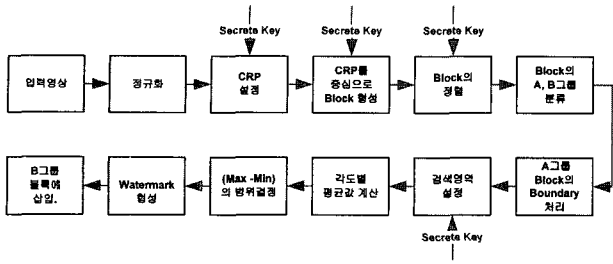 Secrete Key
Secrete Key
Secrete Key
입력영상
정규화
CRP
설정
CRP를
중심으로
Block 형성
Block의
정렬
Block의
A, B그룹
분류
B그룹
블록에
삽입.
Watermark
형성
(Max -Min)
의 범위결정
각도별
평균값 계산
검색영역
설정
A그룹
Block의
Boundary
처리
Secrete Key